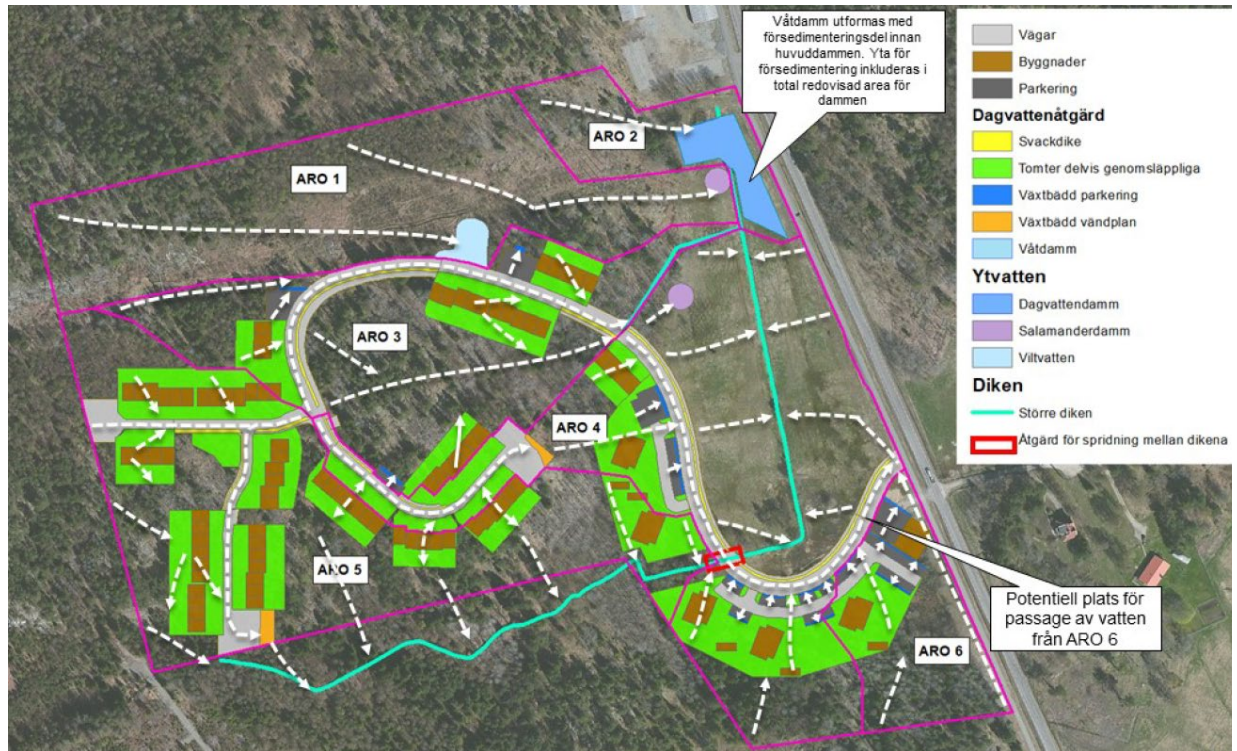 Våtdamm utformas med
försedimenteringsdel innan
huvuddammen. Yta för
försedimentering inkluderas i
total redovisad area för
dammen
ARO 2
ARO 1
ARO 3
ARO 4
ARO 5
ARO 6
Potentiell plats för
passage av vatten
från ARO 6
Vägar
Byggnader
Parkering
Dagvattenåtgärd
Svackdike
Tomter delvis genomsläppliga
Växtbädd parkering
Växtbädd vändplan
Våtdamm
Ytvatten
Dagvattendamm
Salamanderdamm
Viltvatten
Diken
Större diken
Åtgärd för spridning mellan dikena